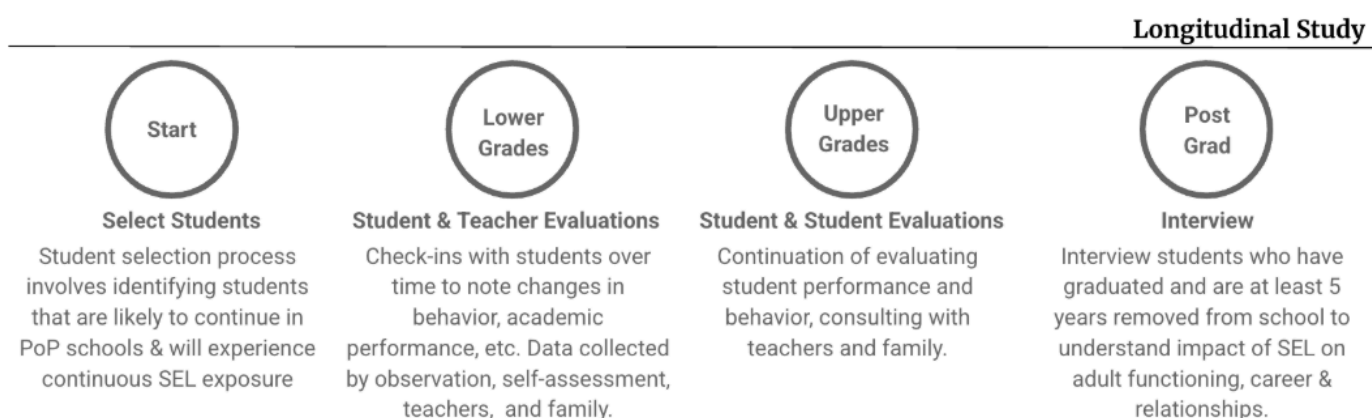 Longitudinal Study
Start
Select Students
Student selection process
involves identifying students
that are likely to continue in
PoP schools & will experience
continuous SEL exposure
Lower
Grades
Student & Teacher Evaluations
Check-ins with students over
time to note changes in
behavior, academic
performance, etc. Data collected
by observation, self-assessment,
teachers, and family.
Upper
Grades
Student & Student Evaluations
Continuation of evaluating
student performance and
behavior, consulting with
teachers and family.
Post
Grad
Interview
Interview students who have
graduated and are at least 5
years removed from school to
understand impact of SEL on
adult functioning, career &
relationships.